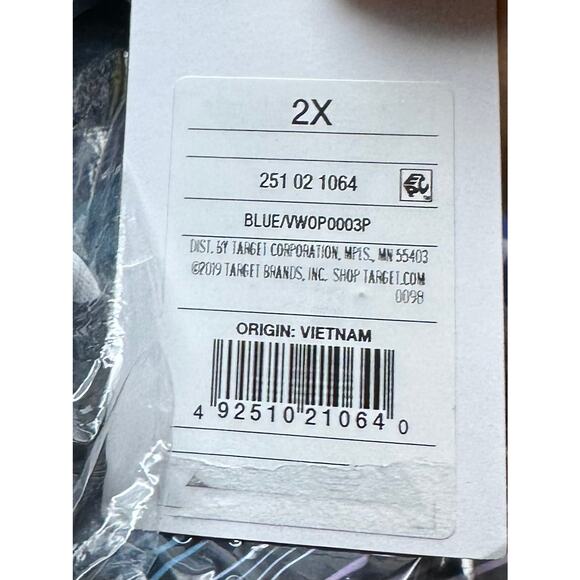 2X
251 02 1064
BLUE/VW0P0003P
DIST. BY TARGET CORPORATION, MPLS., MN 55403
©2019 TARGET BRANDS, INC. SHOP TARGET.COM
0098
ORIGIN: VIETNAM
4 92510 21064 0